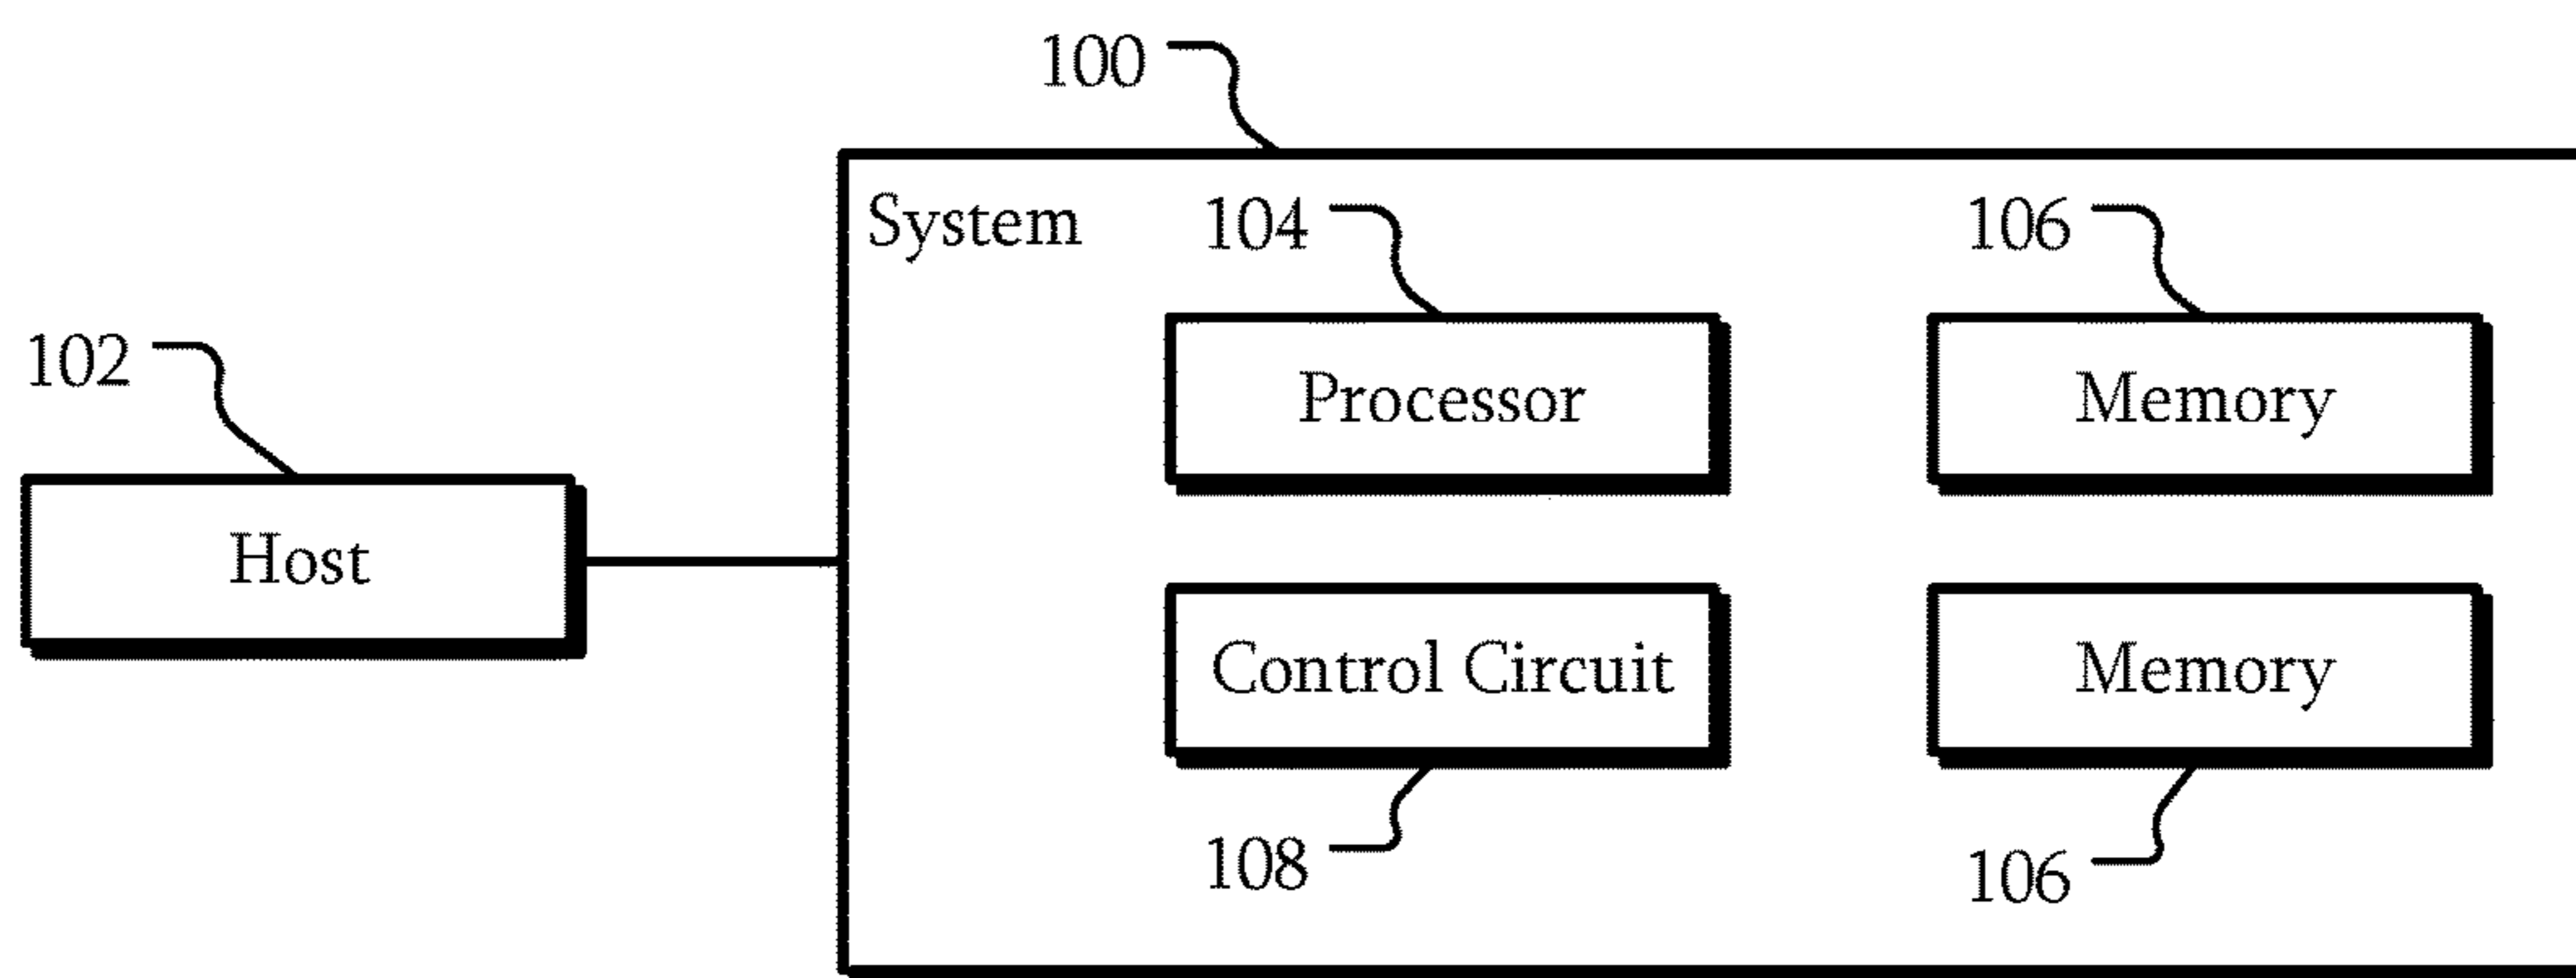 100
System
104
106
102
Processor
Memory
Host
Control Circuit
Memory
108
106